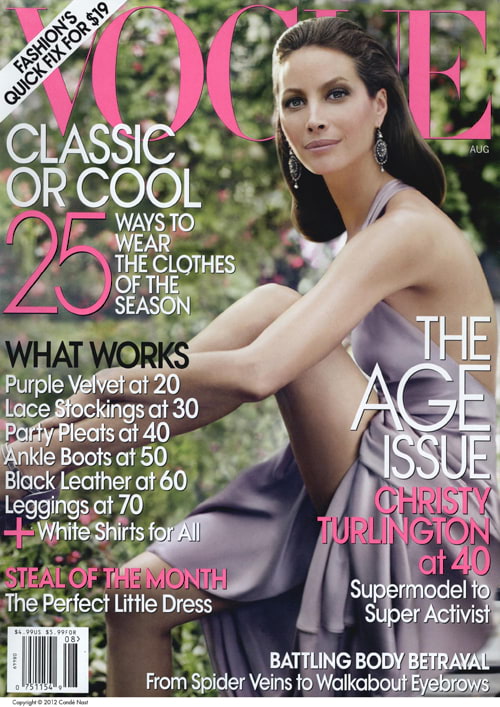 FASHION'S
QUICK FIX FOR $19
VOGUE
AUG
CLASSIC
OR COOL
25 WAYS TO
WEAR
THE CLOTHES
OF THE
SEASON
WHAT WORKS
Purple Velvet at 20
Lace Stockings at 30
Party Pleats at 40
Ankle Boots at 50
Black Leather at 60
Leggings at 70
+White Shirts for All
STEAL OF THE MONTH
The Perfect Little Dress
THE
AGE
ISSUE
CHRISTY
TURLINGTON
at 40
Supermodel to
Super Activist
BATTLING BODY BETRAYAL
From Spider Veins to Walkabout Eyebrows
$4.99US $5.99FOR
08>
0 751154 9
Copyright © 2012 Condé Nast